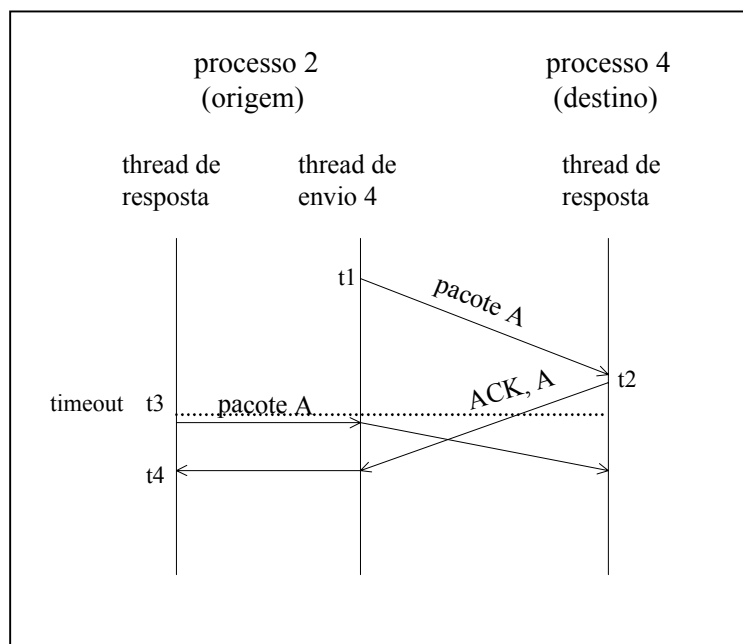 processo 2
(origem)
processo 4
(destino)
thread de
resposta
thread de
envio 4
thread de
resposta
t1
pacote A
t2
ACK, A
timeout
t3
pacote A
t4